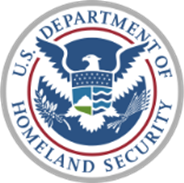 U.S. DEPARTMENT OF
HOMELAND SECURITY